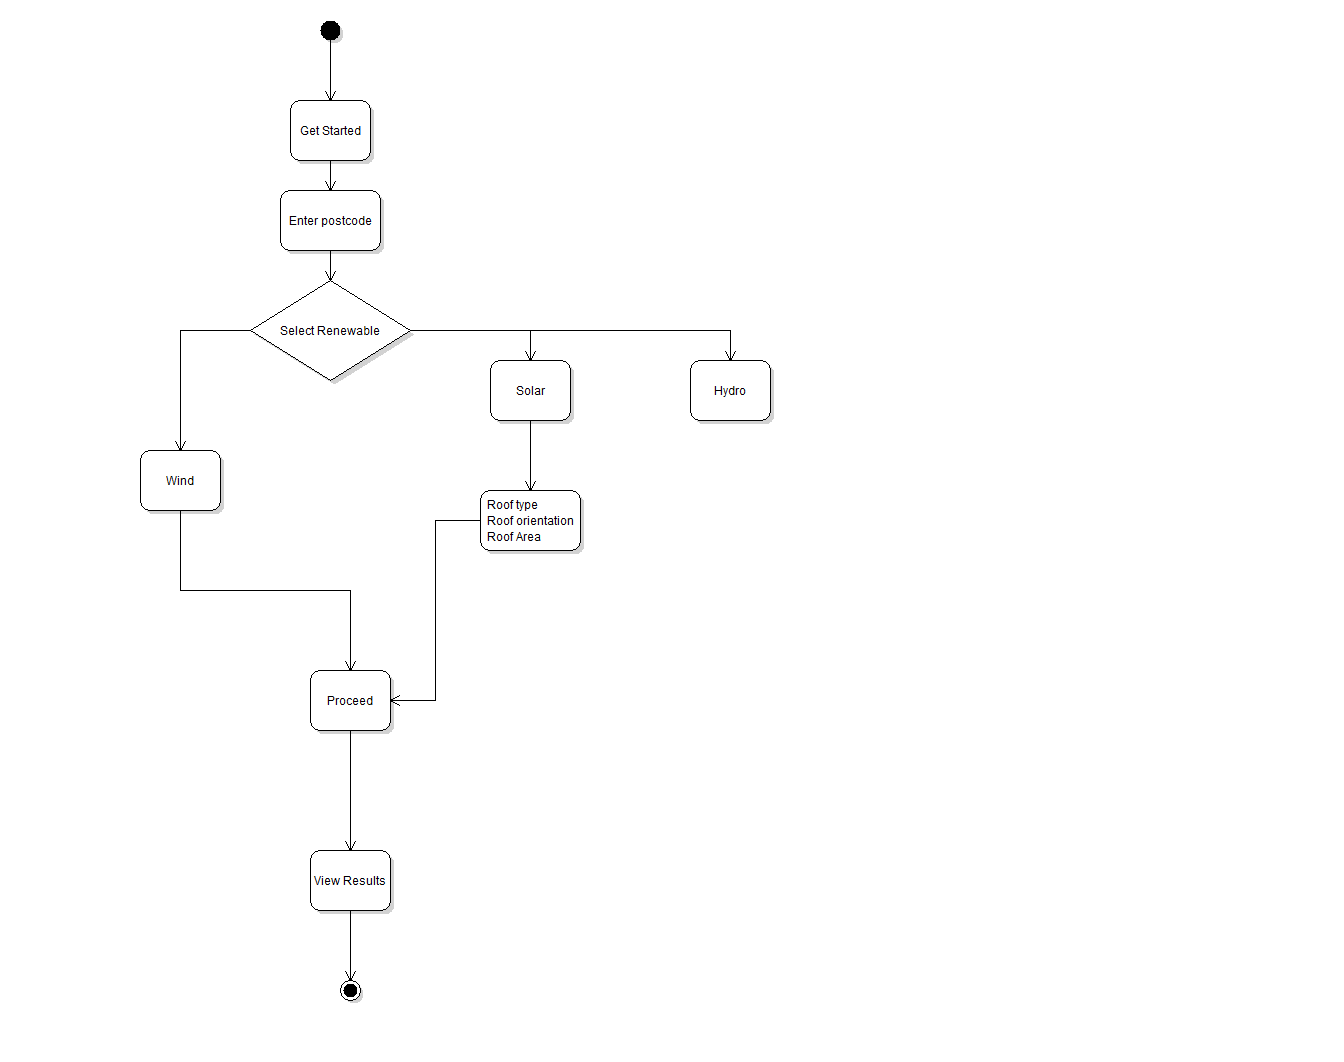 Get Started
Enter postcode
Select Renewable
Solar
Hydro
Wind
Roof type
Roof orientation
Roof Area
Proceed
View Results